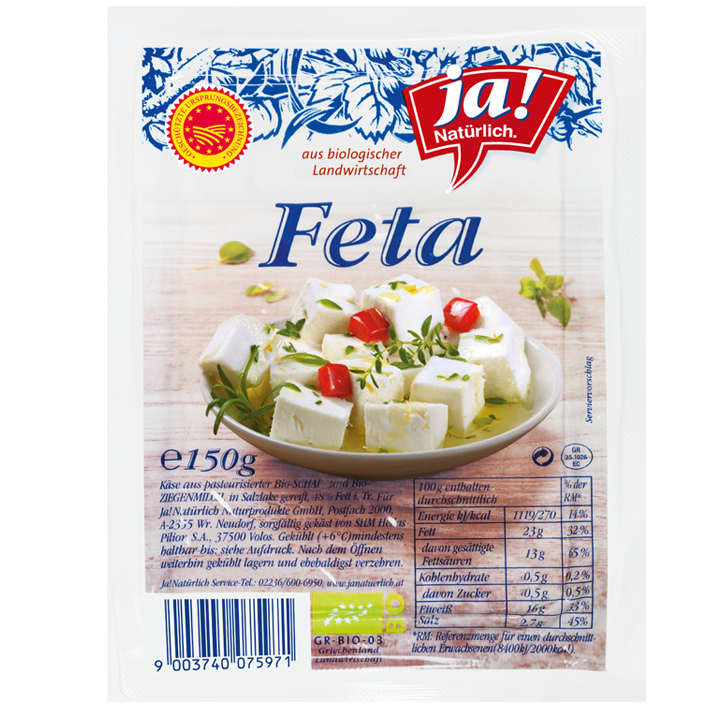 GESCHÜTZTE URSPRUNGSBEZEICHNUNG
ja!
Natürlich.
aus biologischer
Landwirtschaft
Feta
Serviervorschlag
℮150g
Käse aus pasteurisierter Bio-SCHAF- und Bio-
ZIEGENMILCH, in Salzlake gereift, 48% Fett i. Tr. Für
Ja! Natürlich Naturprodukte GmbH, Postfach 2000,
A-2355 Wr. Neudorf, sorgfältig gekäst von
Pilior S.A., 37500 Volos. Gekühlt (+6°C) mindestens
haltbar bis: siehe Aufdruck. Nach dem Öffnen
weiterhin gekühlt lagern und ehebaldigst verzehren.
Ja! Natürlich Service-Tel.: 02236/600-6950, www.janatuerlich.at
GR
35.1026
EC
100g enthalten durchschnittlich % der RM*
Energie kJ/kcal 1119/270 14%
Fett 23g 32%
davon gesättigte Fettsäuren 13g 65%
Kohlenhydrate 0,5g 0,2%
davon Zucker 0,5g 0,5%
Eiweiß 16g 33%
Salz 2,7g 45%
*RM: Referenzmenge für einen durchschnitt-
lichen Erwachsenen (8400kJ/2000kcal).
BIO
GR-BIO-03
Griechenland
Landwirtschaft
9 003740 075971